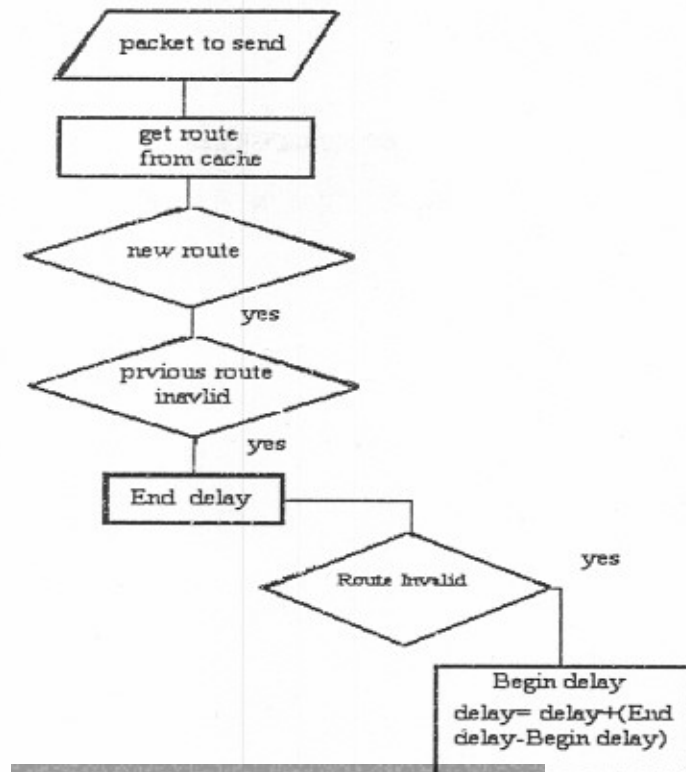 packet to send
get route
from cache
new route
yes
prvious route
inavlid
yes
End delay
Route Invalid
yes
Begin delay
delay= delay+(End
delay-Begin delay)